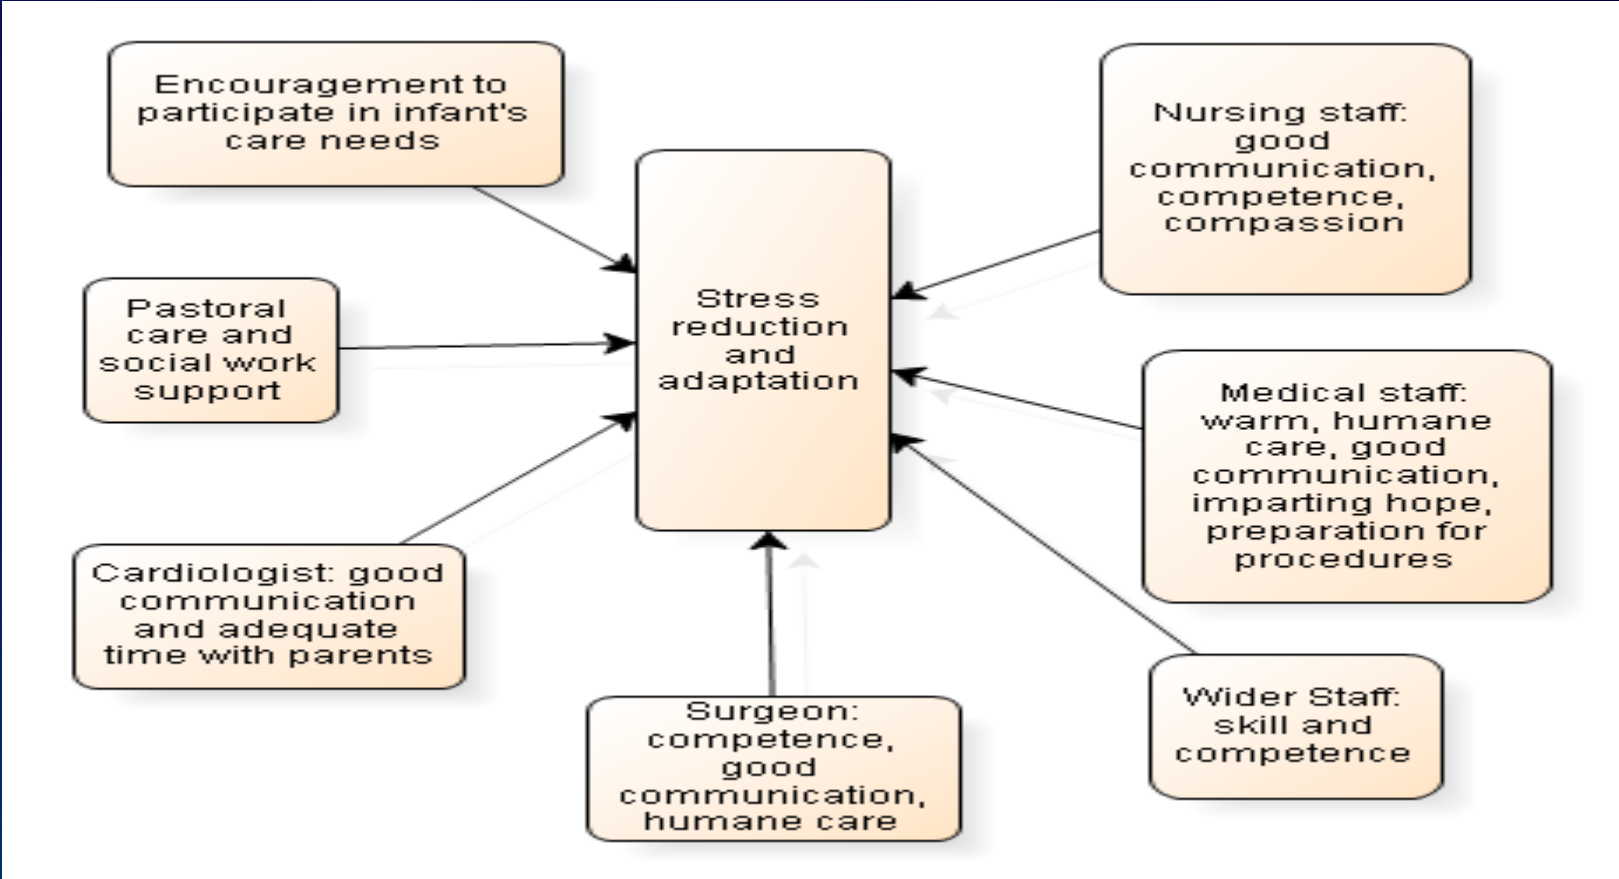 Encouragement to
participate in infant's
care needs
Nursing staff:
good
communication,
competence,
compassion
Pastoral
care and
social work
support
Stress
reduction
and
adaptation
Medical staff:
warm, humane
care, good
communication,
imparting hope,
preparation for
procedures
Cardiologist: good
communication
and adequate
time with parents
Surgeon:
competence,
good
communication,
humane care
Wider Staff:
skill and
competence